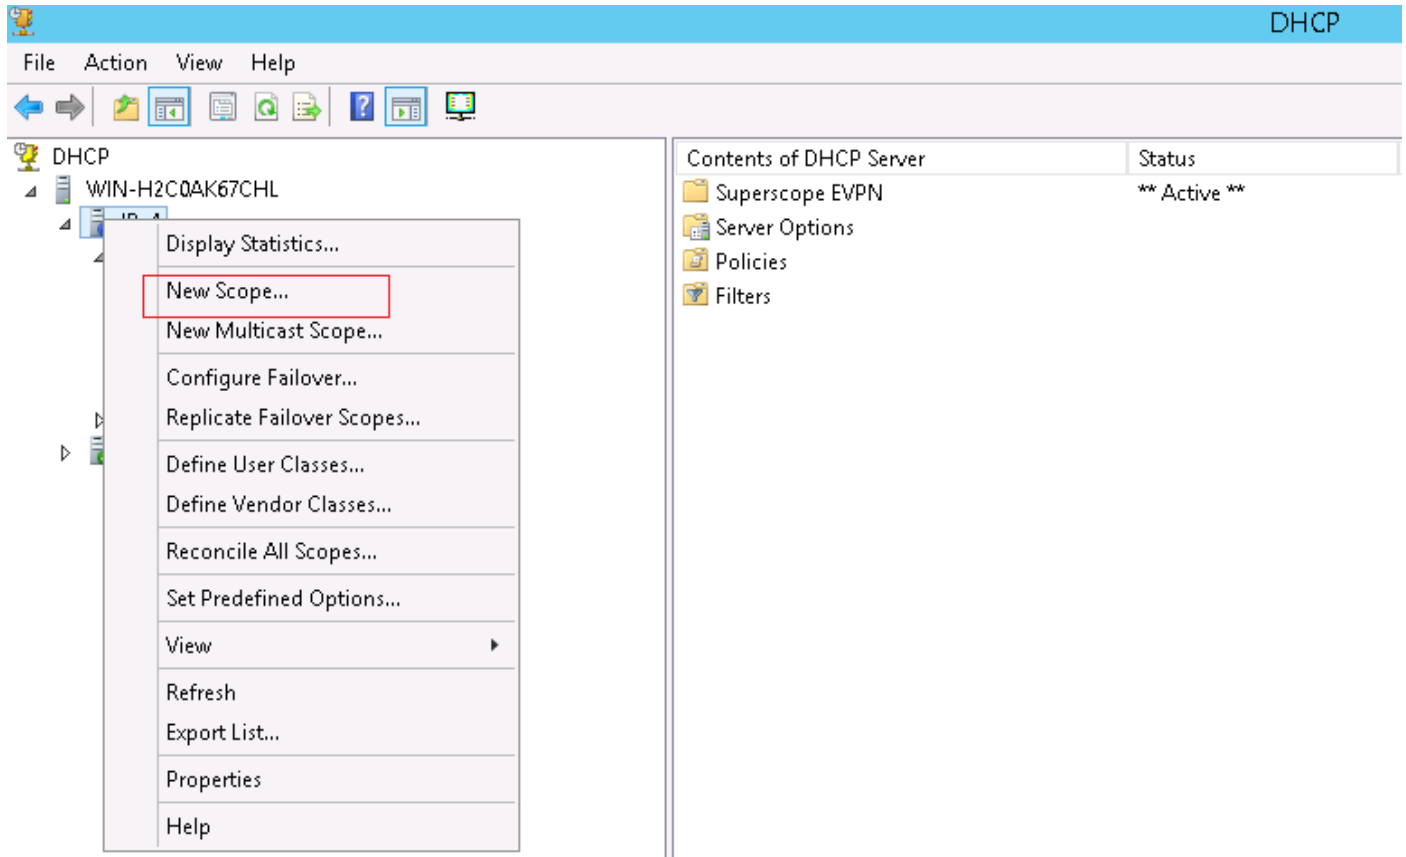 DHCP
File Action View Help
DHCP
WIN-H2C0AK67CHL
Display Statistics...
New Scope...
New Multicast Scope...
Configure Failover...
Replicate Failover Scopes...
Define User Classes...
Define Vendor Classes...
Reconcile All Scopes...
Set Predefined Options...
View
Refresh
Export List...
Properties
Help
Contents of DHCP Server Status
Superscope EVPN ** Active **
Server Options
Policies
Filters